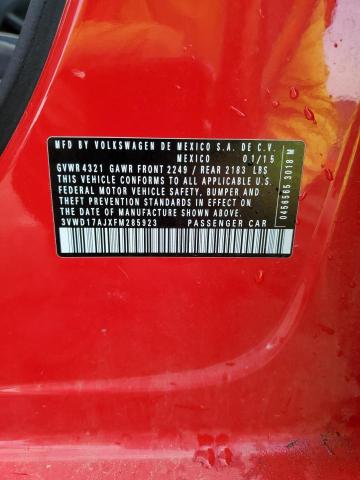 MFD BY VOLKSWAGEN DE MEXICO S.A. DE C.V.
MEXICO 01/15
GVWR 4321 GAWR FRONT 2249 / REAR 2183 LBS
THIS VEHICLE CONFORMS TO ALL APPLICABLE U.S.
FEDERAL MOTOR VEHICLE SAFETY, BUMPER AND
THEFT PREVENTION STANDARDS IN EFFECT ON
THE DATE OF MANUFACTURE SHOWN ABOVE
3VWD17AJXFM285923 PASSENGER CAR
0456565 3018 M